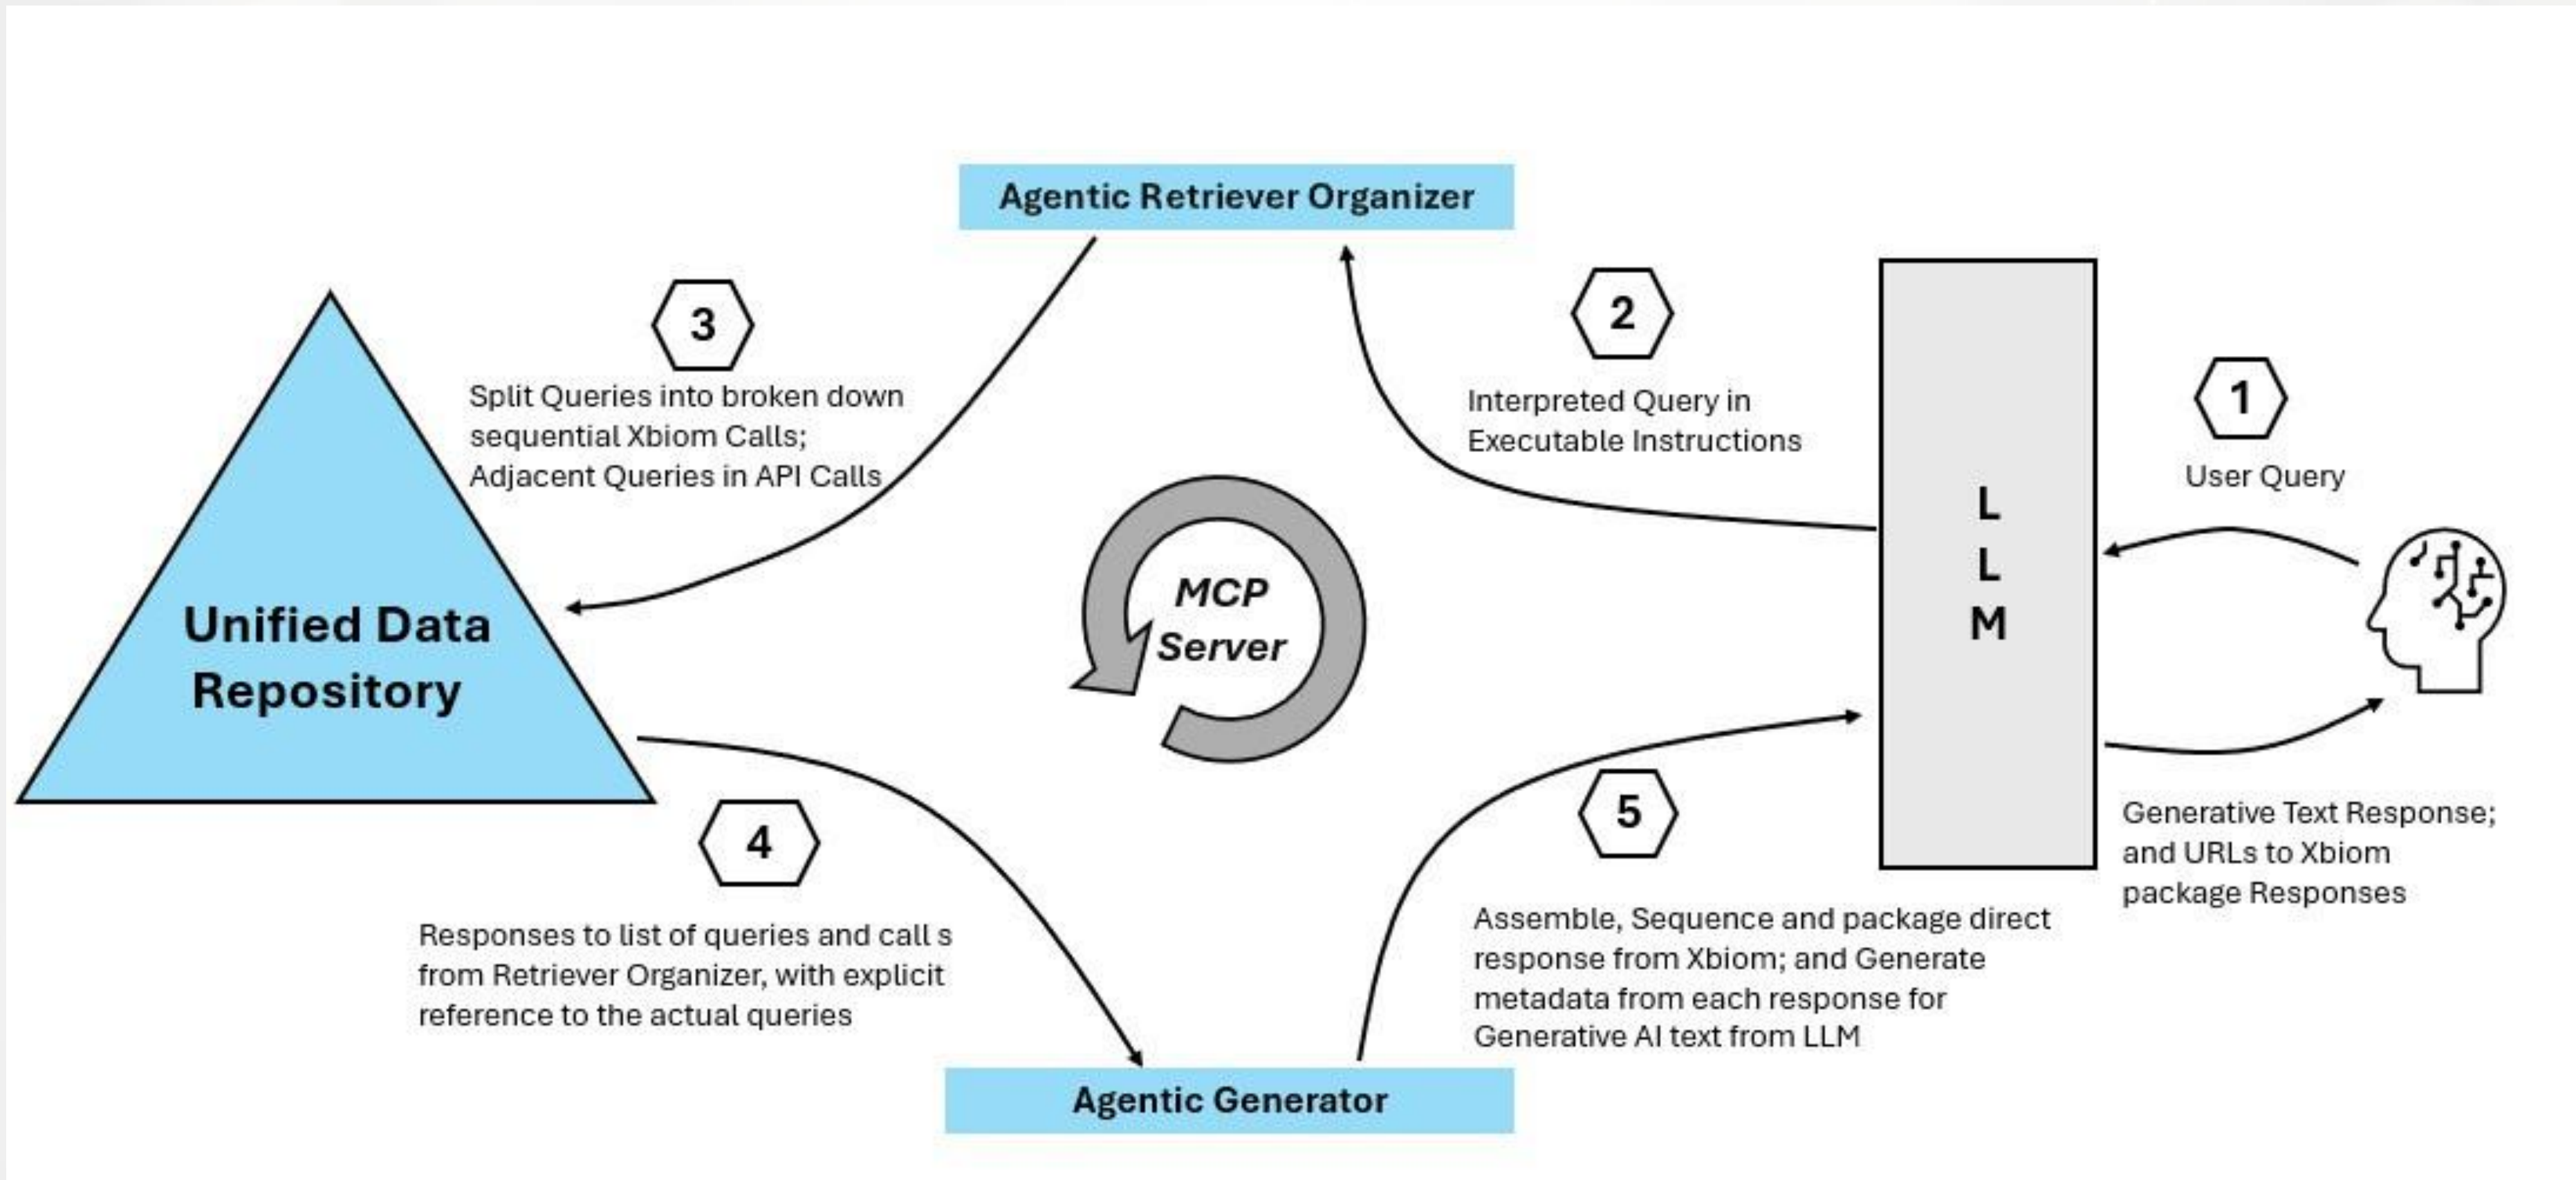 Agentic Retriever Organizer
3
Split Queries into broken down
sequential Xbiom Calls;
Adjacent Queries in API Calls
2
Interpreted Query in
Executable Instructions
1
User Query
L
L
M
MCP
Server
Unified Data
Repository
4
Responses to list of queries and call s
from Retriever Organizer, with explicit
reference to the actual queries
5
Assemble, Sequence and package direct
response from Xbiom; and Generate
metadata from each response for
Generative AI text from LLM
Generative Text Response;
and URLs to Xbiom
package Responses
Agentic Generator